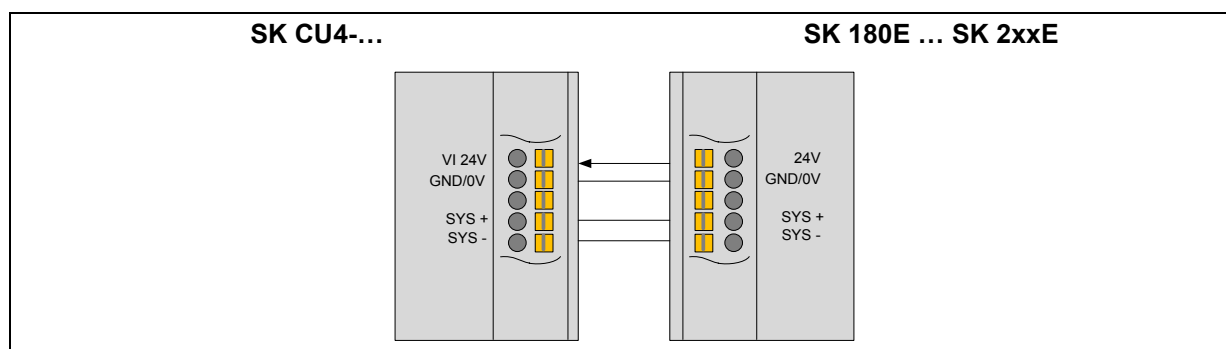 SK CU4-… SK 180E … SK 2xxE
VI 24V 24V
GND/0V GND/0V
SYS + SYS +
SYS - SYS -